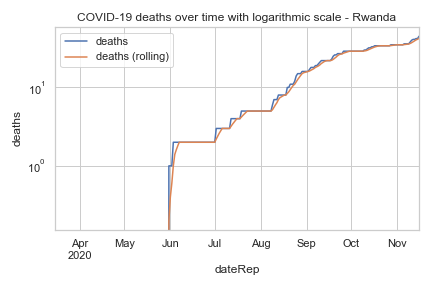 COVID-19 deaths over time with logarithmic scale - Rwanda
deaths
deaths (rolling)
10¹
10⁰
deaths
Apr May Jun Jul Aug Sep Oct Nov
2020
dateRep